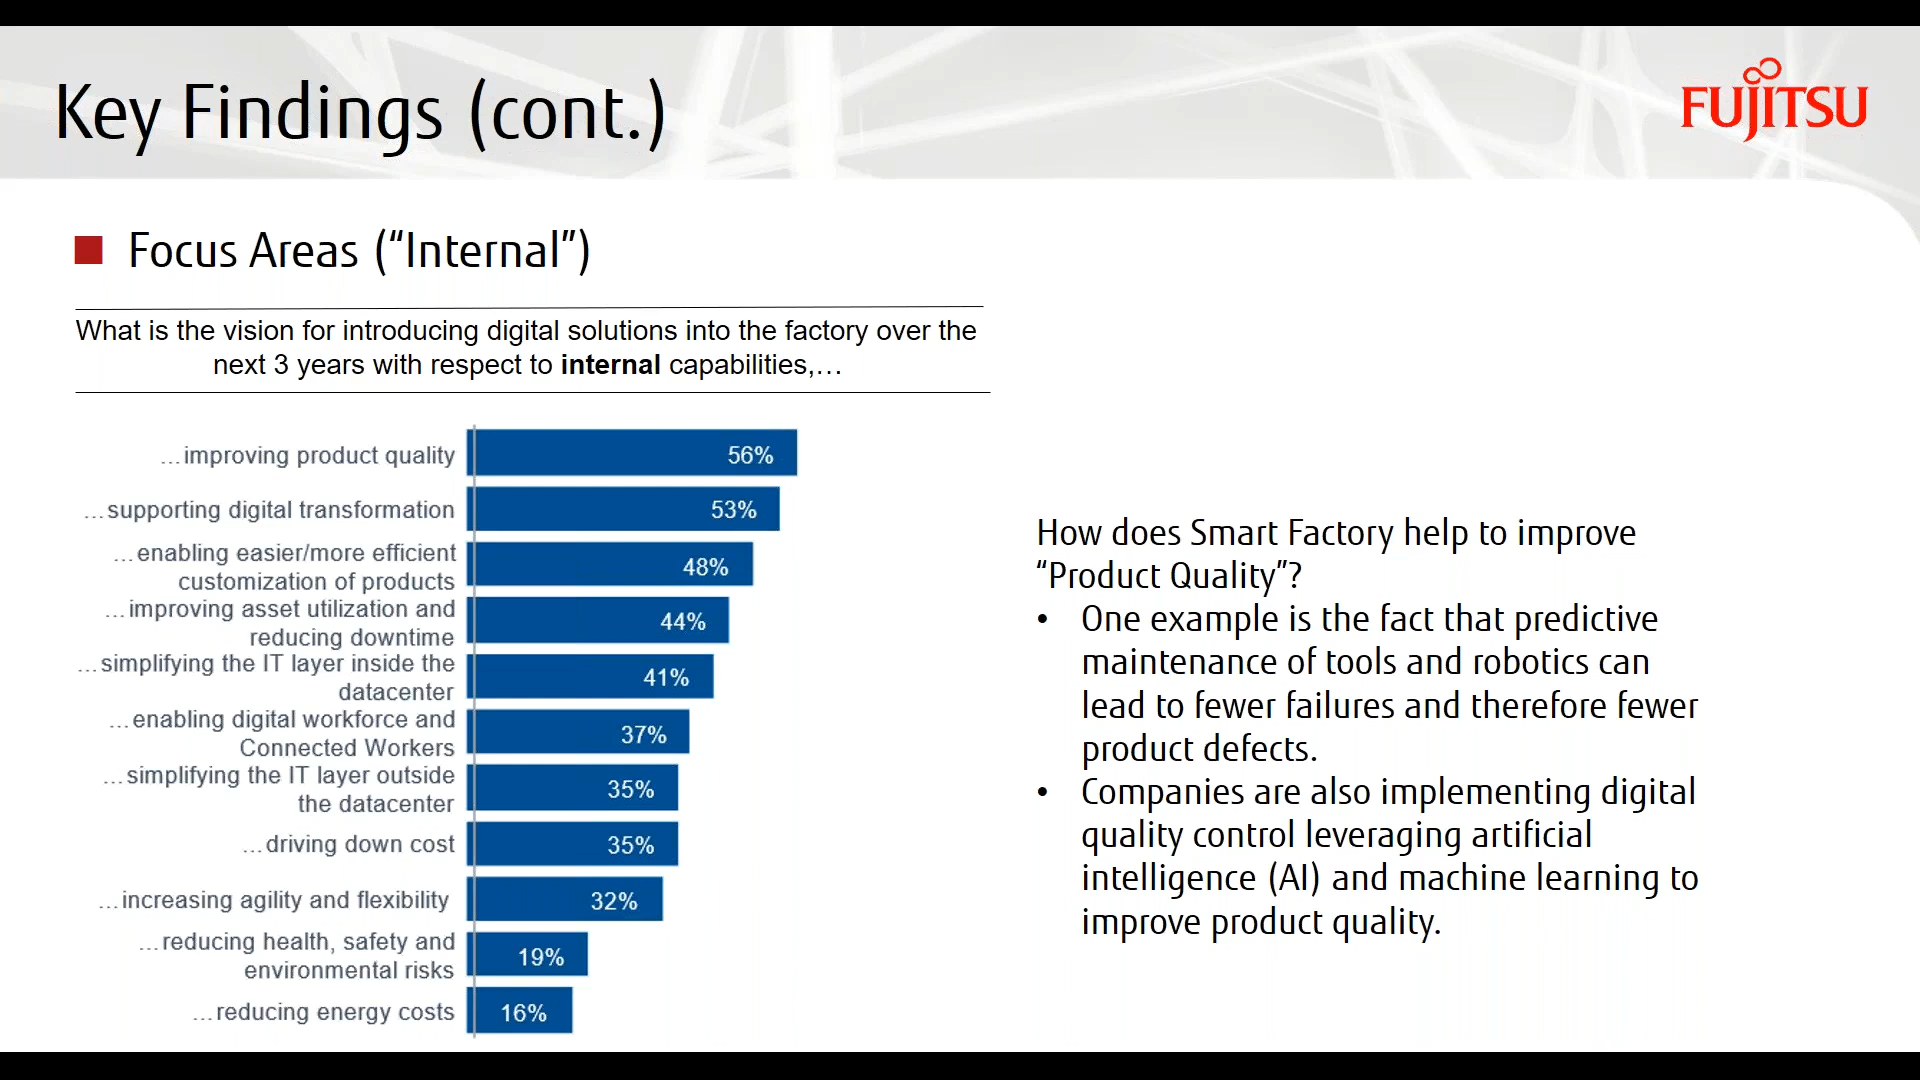 Key Findings (cont.)
FUJITSU
Focus Areas (“Internal”)
What is the vision for introducing digital solutions into the factory over the
next 3 years with respect to internal capabilities,…
…improving product quality
56%
…supporting digital transformation
53%
…enabling easier/more efficient
customization of products
48%
…improving asset utilization and
reducing downtime
44%
…simplifying the IT layer inside the
datacenter
41%
…enabling digital workforce and
Connected Workers
37%
…simplifying the IT layer outside
the datacenter
35%
…driving down cost
35%
…increasing agility and flexibility
32%
…reducing health, safety and
environmental risks
19%
…reducing energy costs
16%
How does Smart Factory help to improve
“Product Quality”?
• One example is the fact that predictive
maintenance of tools and robotics can
lead to fewer failures and therefore fewer
product defects.
• Companies are also implementing digital
quality control leveraging artificial
intelligence (AI) and machine learning to
improve product quality.